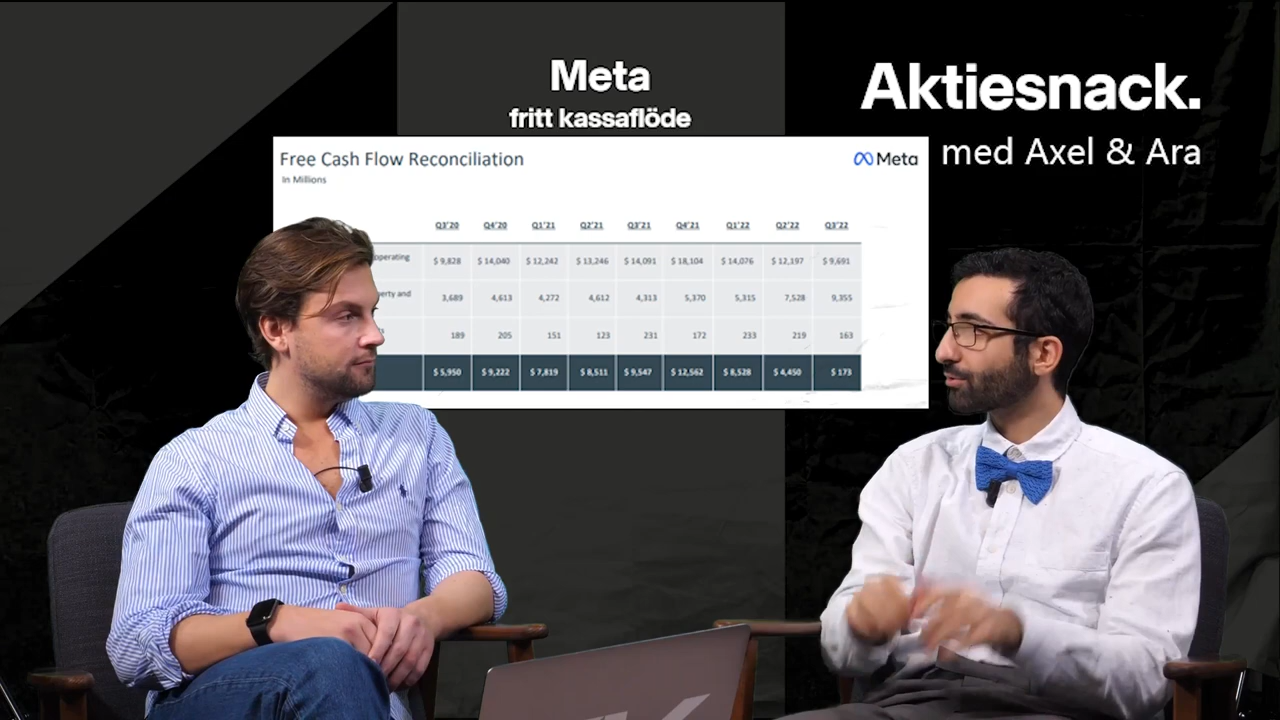 Meta
fritt kassaflöde
Aktiesnack.
med Axel & Ara
Free Cash Flow Reconciliation
Meta
In Millions
Q3'20 Q4'20 Q1'21 Q2'21 Q3'21 Q4'21 Q1'22 Q2'22 Q3'22
operating $ 9,828 $ 14,040 $ 12,242 $ 13,246 $ 14,091 $ 18,104 $ 14,076 $ 12,197 $ 9,691
erty and 3,689 4,613 4,272 4,612 4,313 5,370 5,315 7,528 9,355
189 205 151 123 231 172 233 219 163
$ 5,950 $ 9,222 $ 7,819 $ 8,511 $ 9,547 $ 12,562 $ 8,528 $ 4,450 $ 173